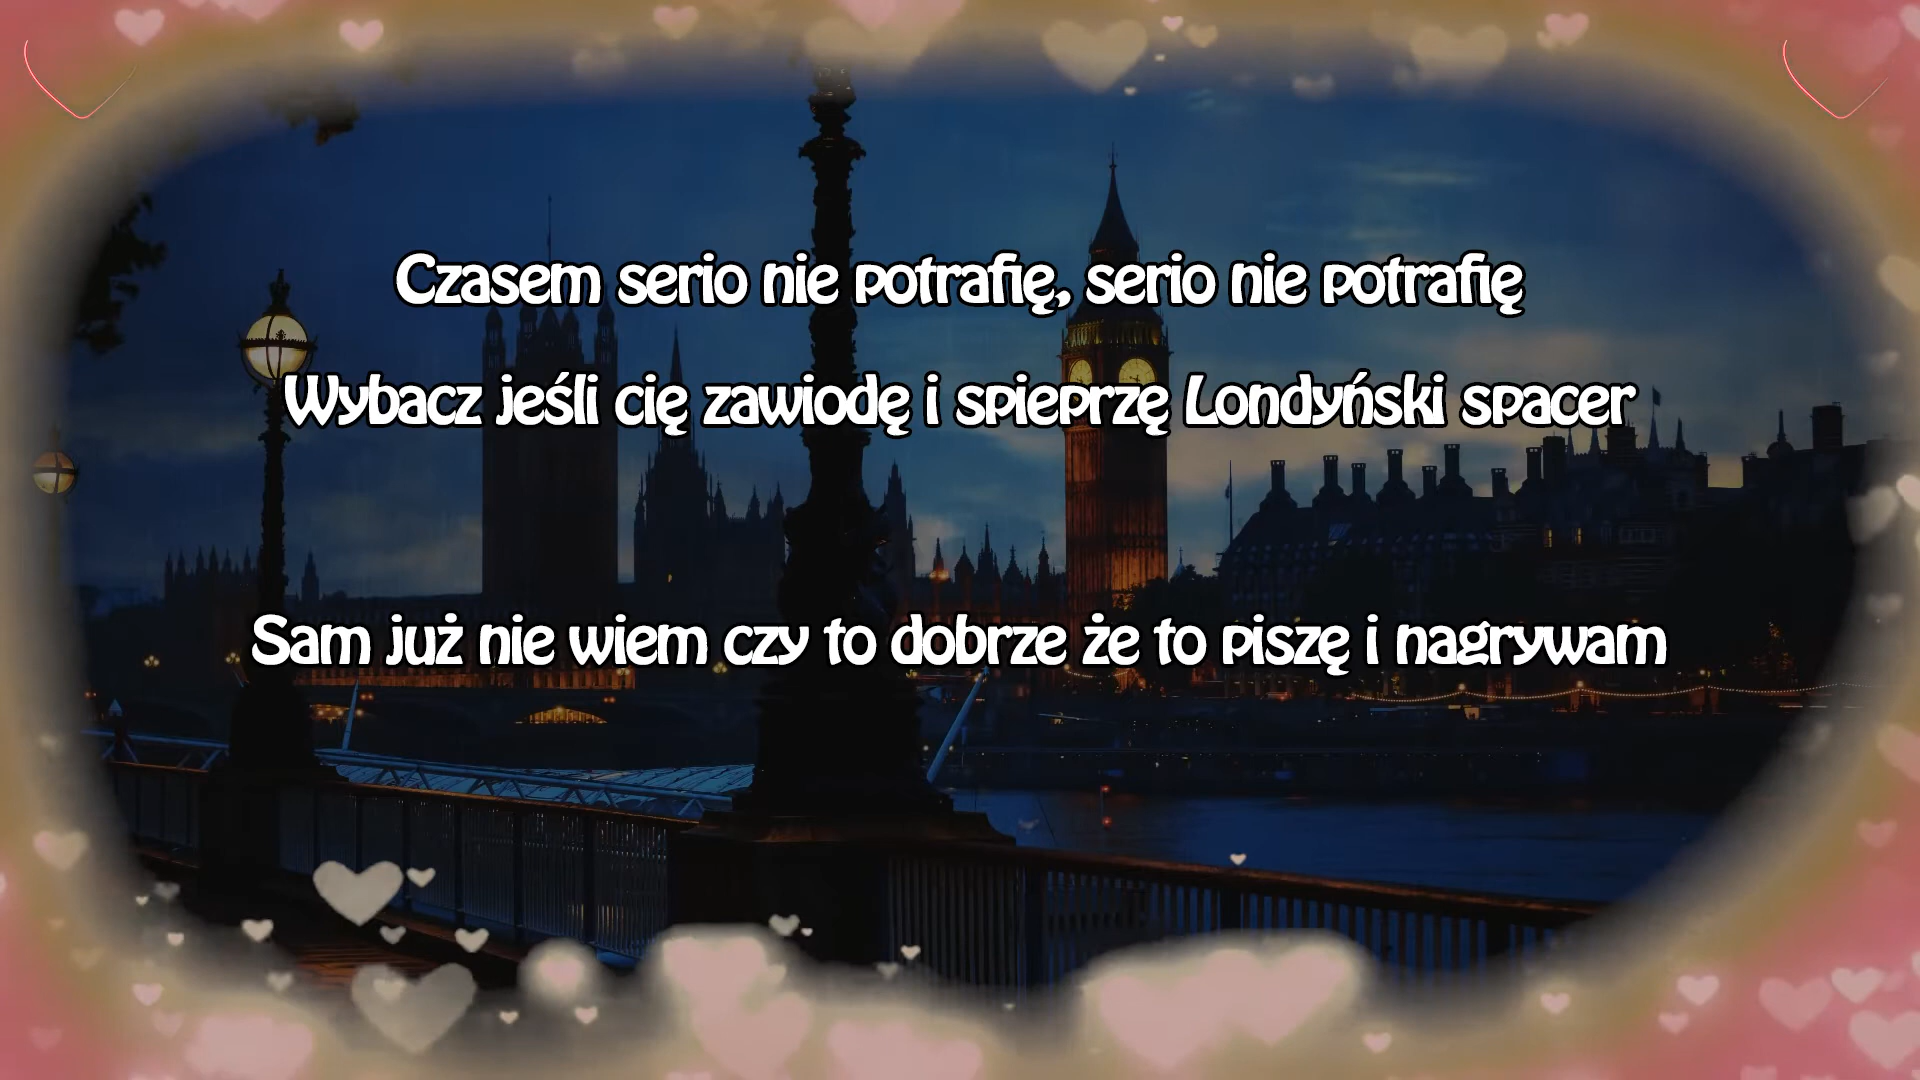 Czasem serio nie potrafię, serio nie potrafię
Wybacz jeśli cię zawiodę i spieprzę Londyński spacer
Sam już nie wiem czy to dobrze że to piszę i nagrywam